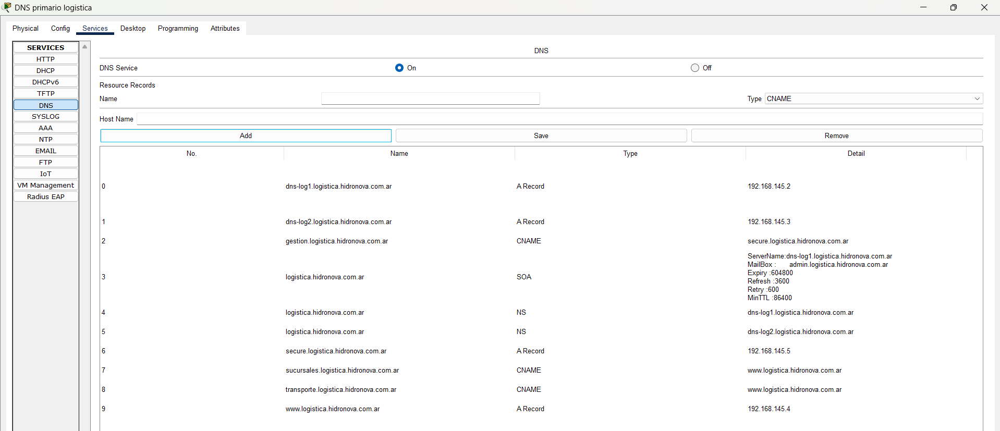 DNS primario logistica
Physical Config Services Desktop Programming Attributes
SERVICES
HTTP
DHCP
DHCPv6
TFTP
DNS
SYSLOG
AAA
NTP
EMAIL
FTP
IoT
VM Management
Radius EAP
DNS
DNS Service On Off
Resource Records
Name Type CNAME
Host Name
Add Save Remove
No. Name Type Detail
0 dns-log1.logistica.hidronova.com.ar A Record 192.168.145.2
1 dns-log2.logistica.hidronova.com.ar A Record 192.168.145.3
2 gestion.logistica.hidronova.com.ar CNAME secure.logistica.hidronova.com.ar
3 logistica.hidronova.com.ar SOA ServerName:dns-log1.logistica.hidronova.com.ar
MailBox : admin.logistica.hidronova.com.ar
Expiry :604800
Refresh :3600
Retry :600
MinTTL :86400
4 logistica.hidronova.com.ar NS dns-log1.logistica.hidronova.com.ar
5 logistica.hidronova.com.ar NS dns-log2.logistica.hidronova.com.ar
6 secure.logistica.hidronova.com.ar A Record 192.168.145.5
7 sucursales.logistica.hidronova.com.ar CNAME www.logistica.hidronova.com.ar
8 transporte.logistica.hidronova.com.ar CNAME www.logistica.hidronova.com.ar
9 www.logistica.hidronova.com.ar A Record 192.168.145.4